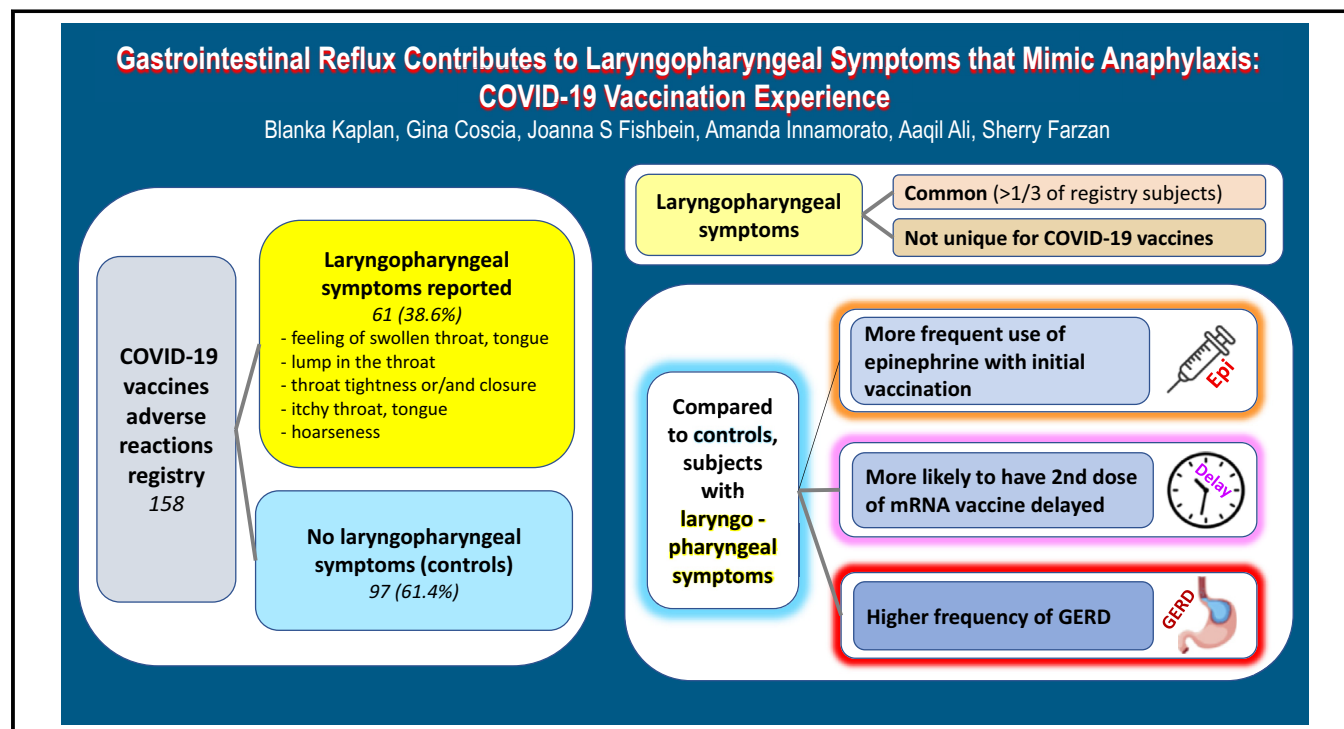 Gastrointestinal Reflux Contributes to Laryngopharyngeal Symptoms that Mimic Anaphylaxis:
COVID-19 Vaccination Experience
Blanka Kaplan, Gina Coscia, Joanna S Fishbein, Amanda Innamorato, Aaqil Ali, Sherry Farzan
COVID-19
vaccines
adverse
reactions
registry
158
Laryngopharyngeal
symptoms reported
61 (38.6%)
- feeling of swollen throat, tongue
- lump in the throat
- throat tightness or/and closure
- itchy throat, tongue
- hoarseness
No laryngopharyngeal
symptoms (controls)
97 (61.4%)
Laryngopharyngeal
symptoms
Common (>1/3 of registry subjects)
Not unique for COVID-19 vaccines
Compared
to controls,
subjects
with
laryngo -
pharyngeal
symptoms
More frequent use of
epinephrine with initial
vaccination
Epi
More likely to have 2nd dose
of mRNA vaccine delayed
Delay
Higher frequency of GERD
GERD